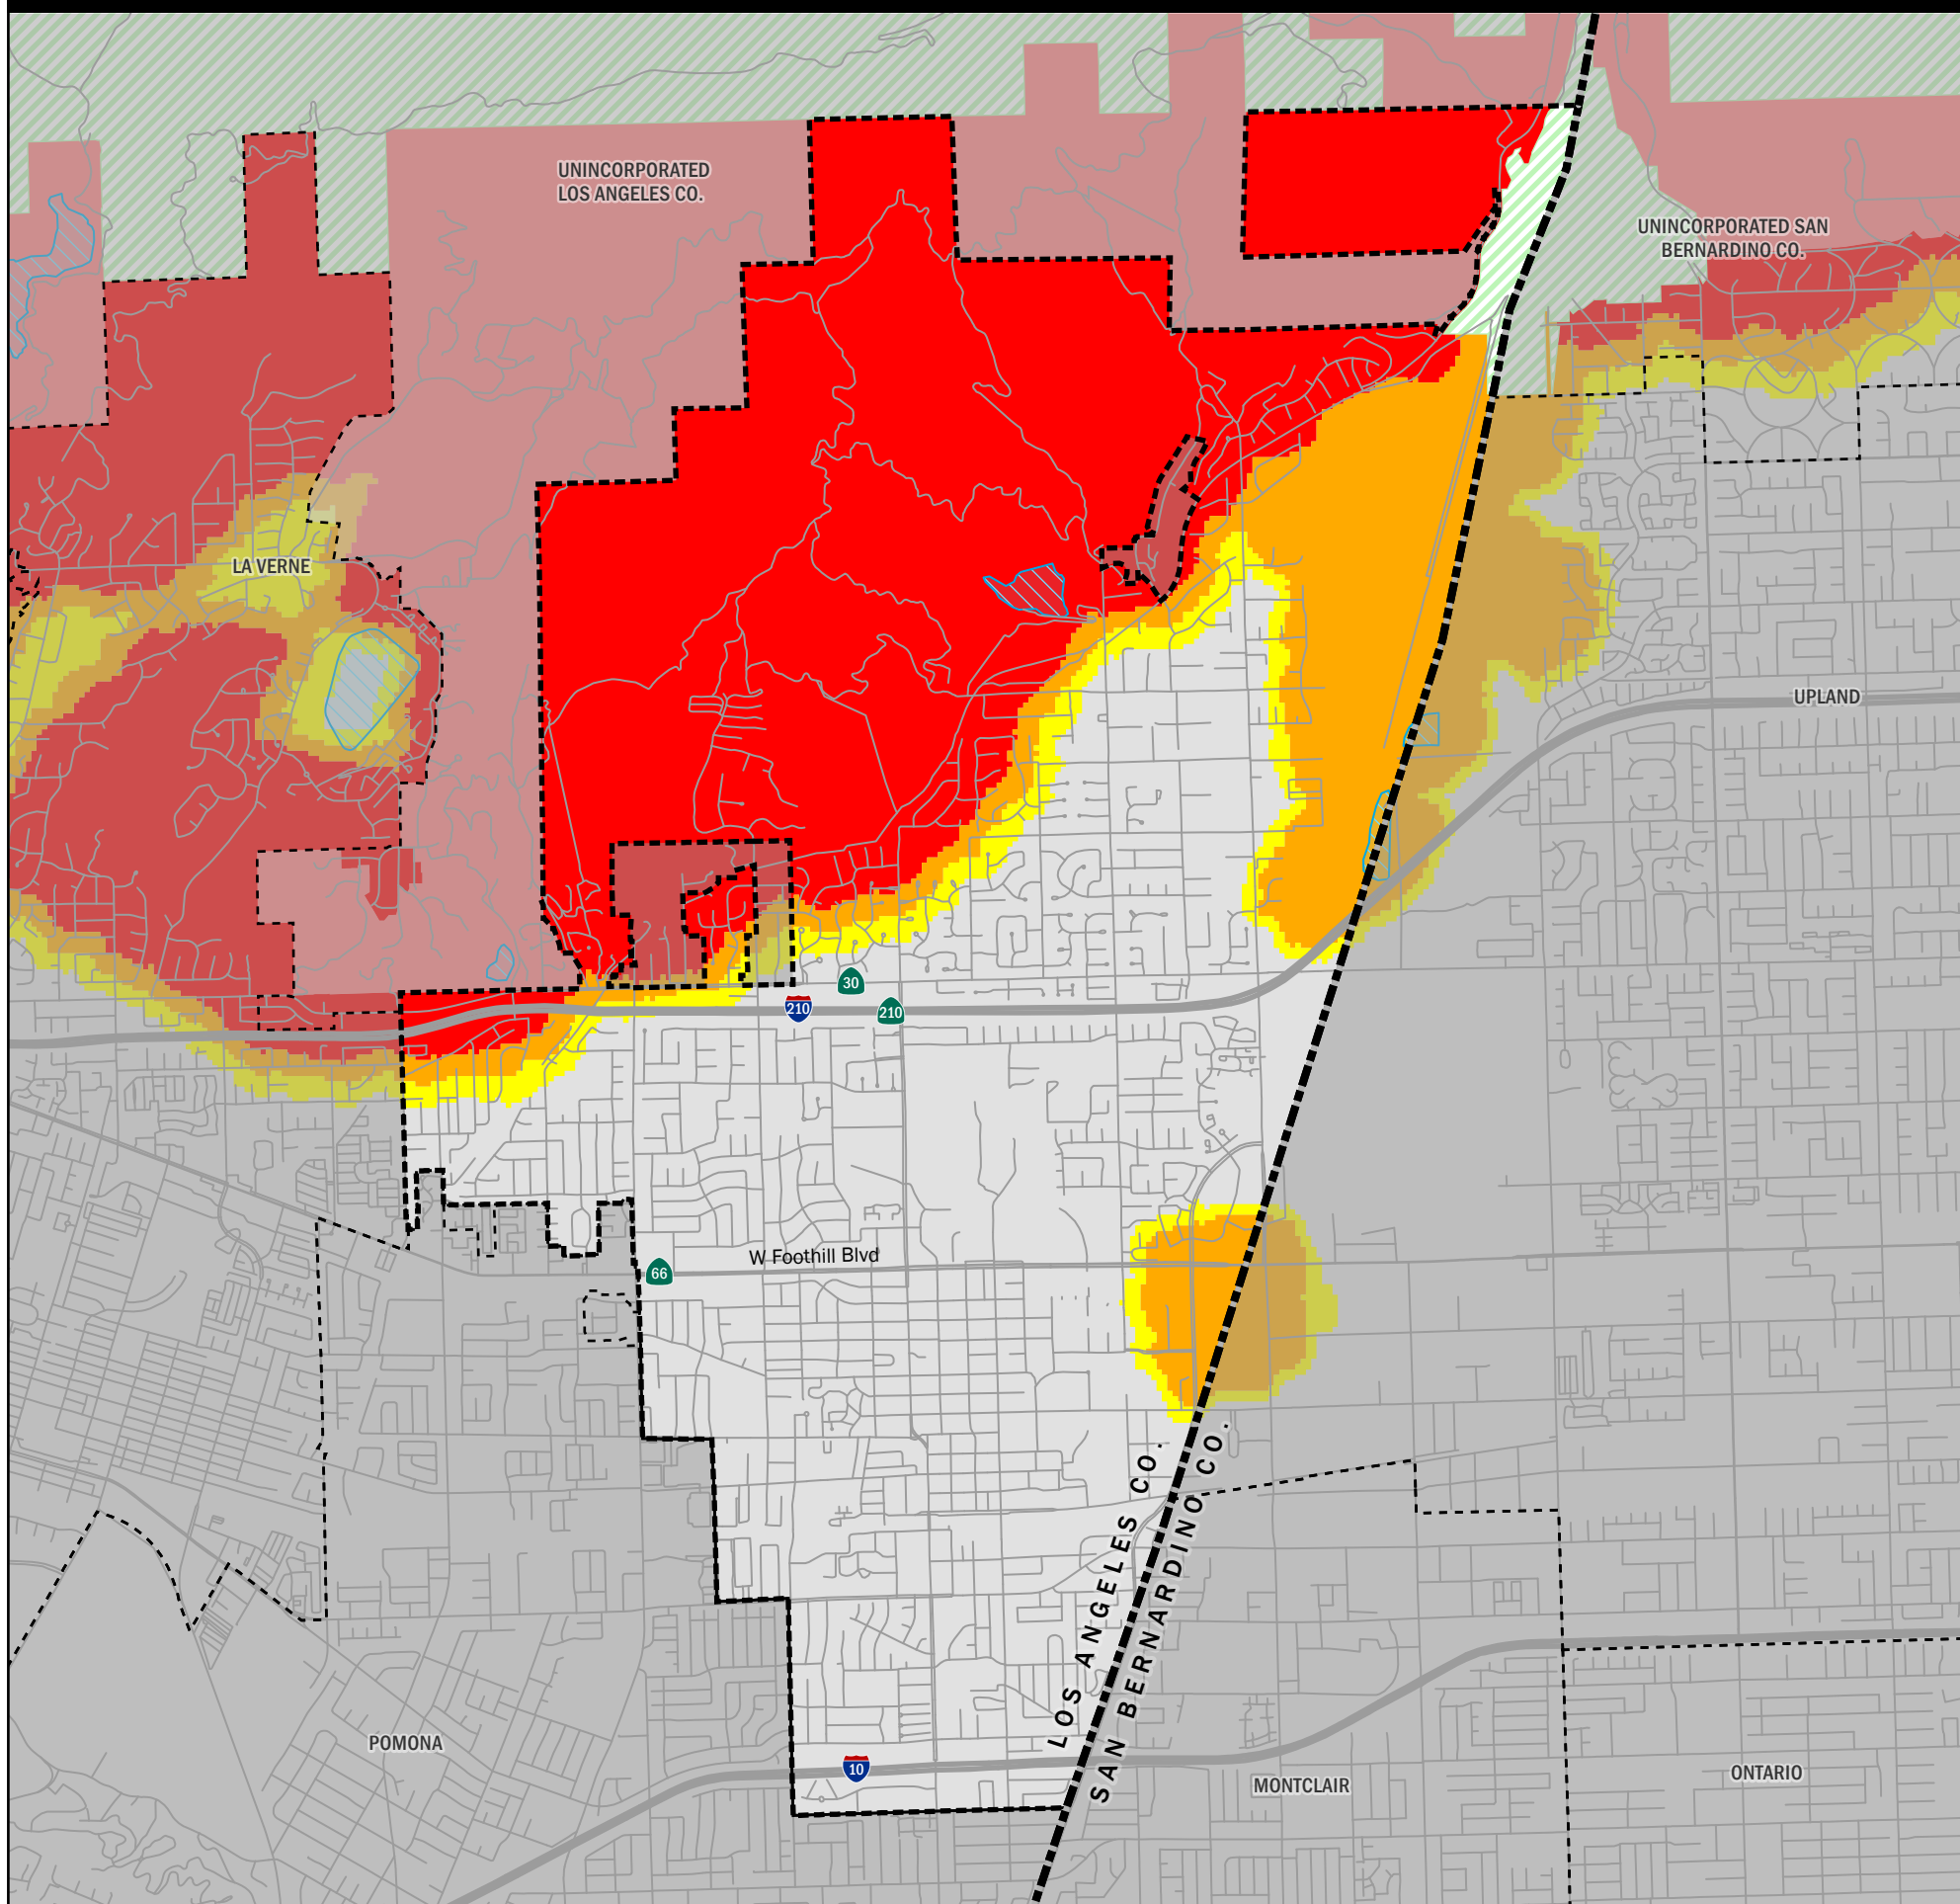 UNINCORPORATED
LOS ANGELES CO.
UNINCORPORATED SAN
BERNARDINO CO.
LA VERNE
UPLAND
30
210
210
W Foothill Blvd
66
LOS ANGELES CO.
SAN BERNARDINO CO.
POMONA
10
MONTCLAIR
ONTARIO